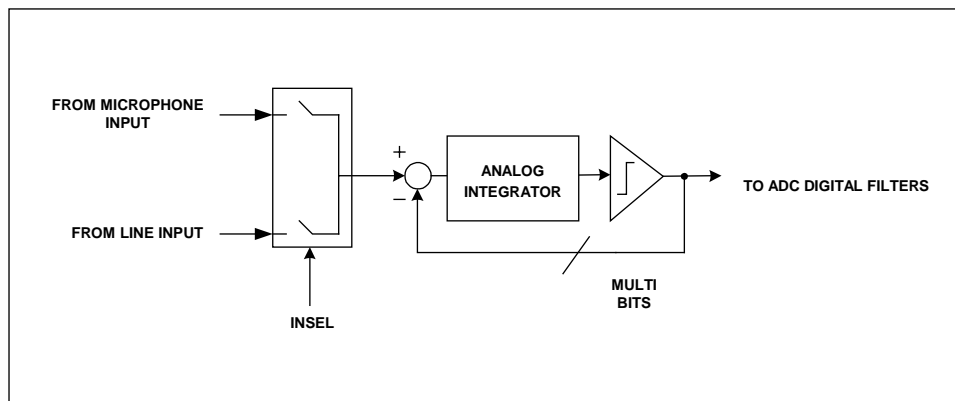 FROM MICROPHONE
INPUT
+
−
ANALOG
INTEGRATOR
TO ADC DIGITAL FILTERS
FROM LINE INPUT
MULTI
BITS
INSEL